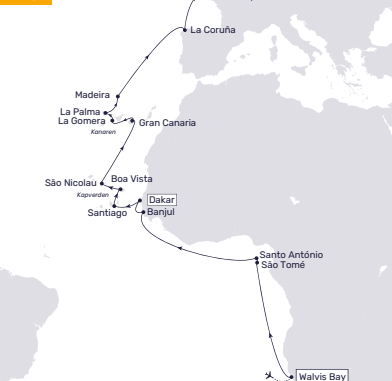 La Coruña
Madeira
La Palma
La Gomera
Kanaren
Gran Canaria
São Nicolau
Boa Vista
Kapverden
Santiago
Dakar
Banjul
Santo António
São Tomé
Walvis Bay